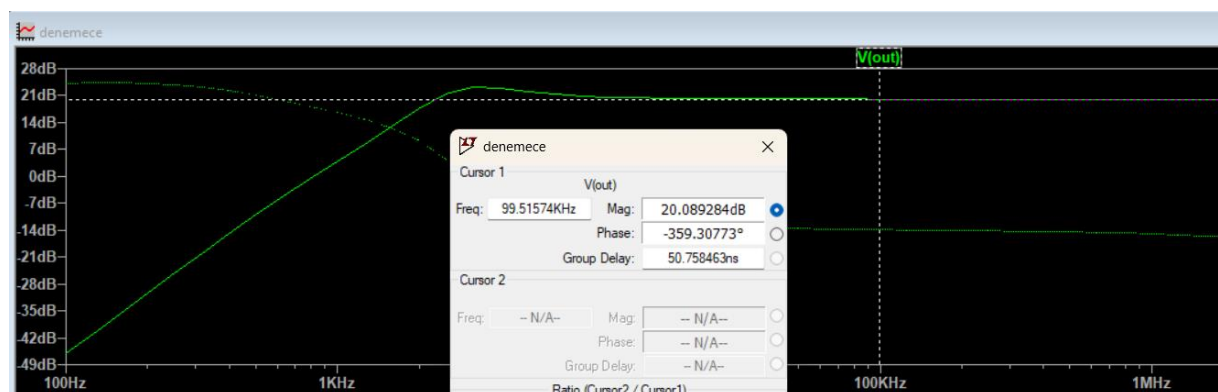 denemece
V(out)
28dB
21dB
14dB
7dB
0dB
-7dB
-14dB
-21dB
-28dB
-35dB
-42dB
-49dB
100Hz
1KHz
100KHz
1MHz
denemece
Cursor 1
V(out)
Freq: 99.51574KHz Mag: 20.089284dB
Phase: -359.30773°
Group Delay: 50.758463ns
Cursor 2
Freq: -- N/A-- Mag: -- N/A--
Phase: -- N/A--
Group Delay: -- N/A--
Ratio (Cursor2 / Cursor1)